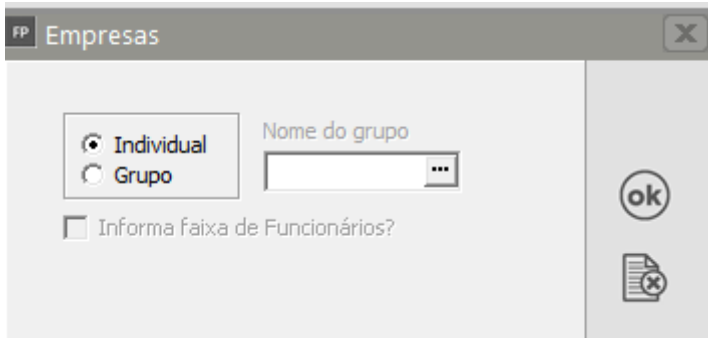 FP Empresas
Individual
Grupo
Nome do grupo
...
Informa faixa de Funcionários?
ok